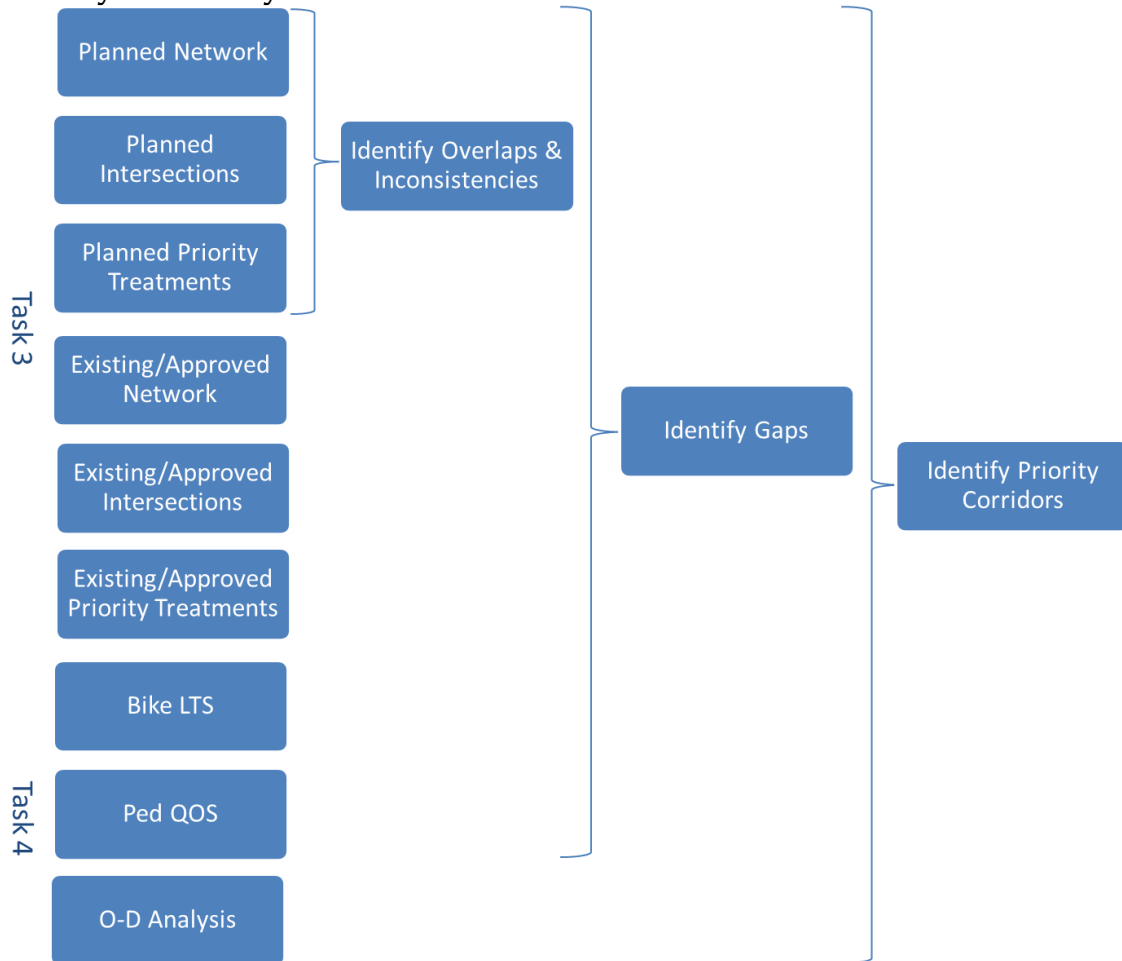 Planned Network
Planned
Intersections
Planned Priority
Treatments
Task 3
Existing/Approved
Network
Existing/Approved
Intersections
Existing/Approved
Priority Treatments
Bike LTS
Task 4
Ped QOS
O-D Analysis
Identify Overlaps &
Inconsistencies
Identify Gaps
Identify Priority
Corridors